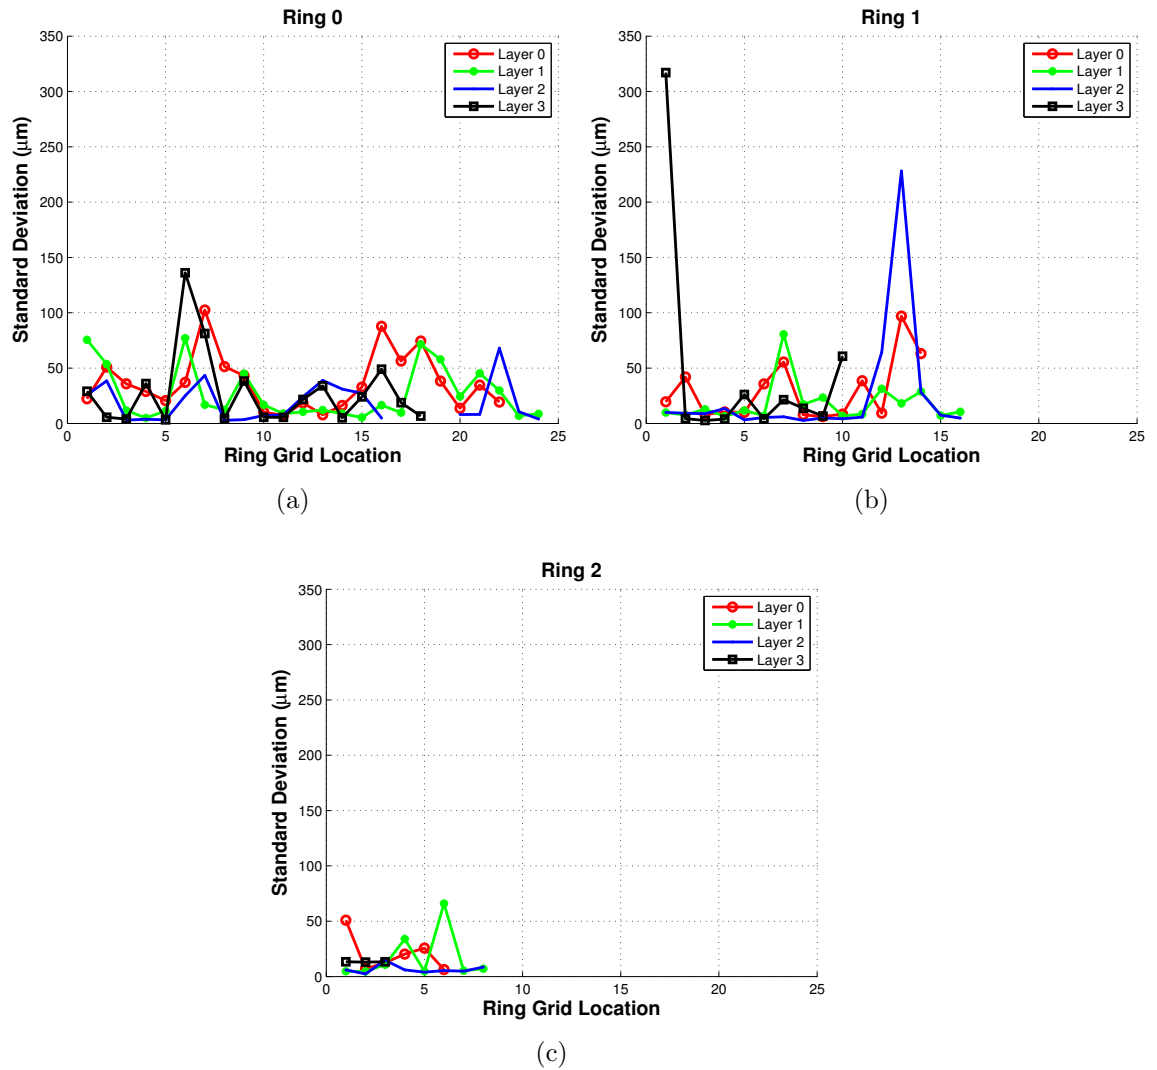 Ring 0
Standard Deviation (μm)
350
300
250
200
150
100
50
0
0 5 10 15 20 25
Ring Grid Location
Layer 0
Layer 1
Layer 2
Layer 3
(a)
Ring 1
Standard Deviation (μm)
350
300
250
200
150
100
50
0
0 5 10 15 20 25
Ring Grid Location
Layer 0
Layer 1
Layer 2
Layer 3
(b)
Ring 2
Standard Deviation (μm)
350
300
250
200
150
100
50
0
0 5 10 15 20 25
Ring Grid Location
Layer 0
Layer 1
Layer 2
Layer 3
(c)